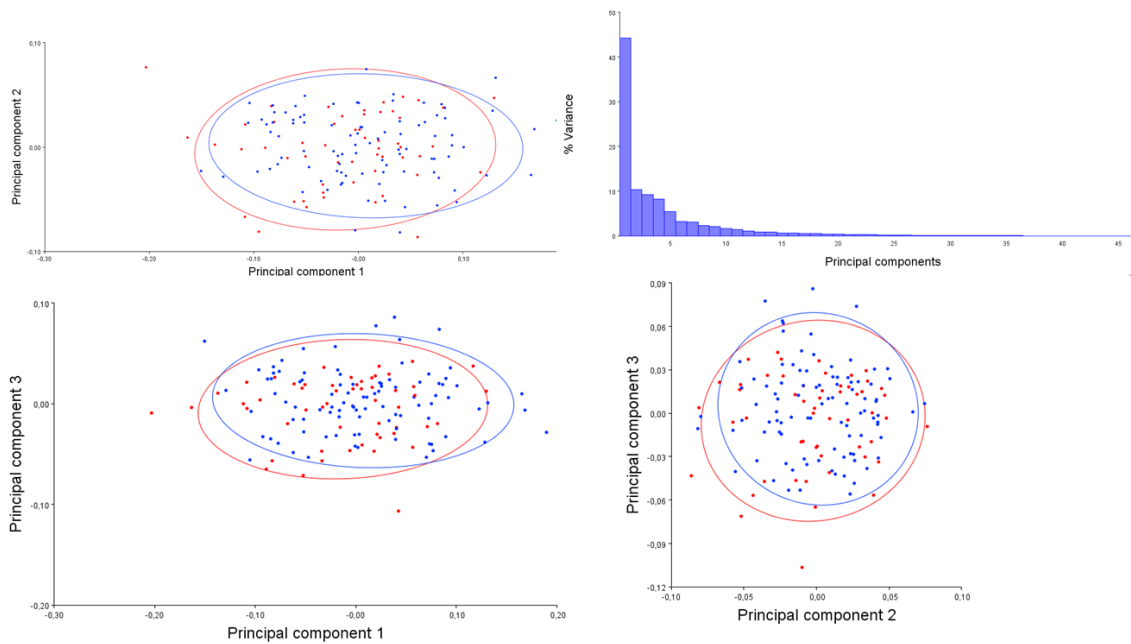 0,10
0,00
-0,10
Principal component 2
-0,30 -0,20 -0,10 -0,00 0,10
Principal component 1
50
40
30
20
10
0
% Variance
5 10 15 20 25 30 35 40 45
Principal components
0,10
0,00
-0,10
-0,20
Principal component 3
-0,30 -0,20 -0,10 -0,00 0,10 0,20
Principal component 1
0,09
0,06
0,03
0,00
-0,03
-0,06
-0,09
-0,12
Principal component 3
-0,10 -0,05 0,00 0,05 0,10
Principal component 2